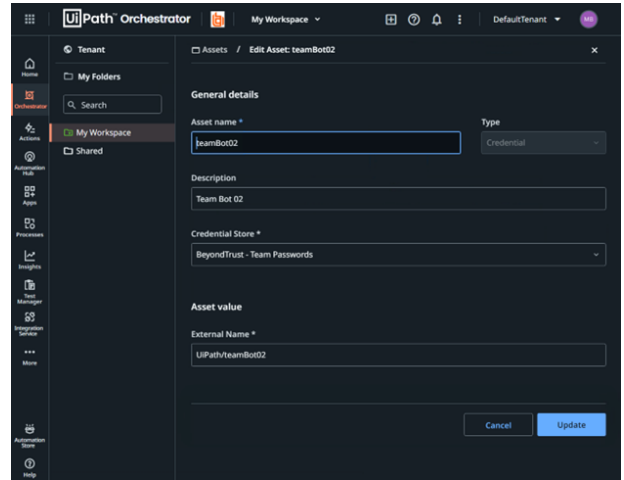 UiPath™ Orchestrator
My Workspace
DefaultTenant
MB
Home
Orchestrator
Actions
Automation
Hub
Apps
Processes
Insights
Test
Manager
Integration
Service
More
Automation
Store
Help
Tenant
My Folders
Search
My Workspace
Shared
Assets / Edit Asset: teamBot02
General details
Asset name *
Type
teamBot02
Credential
Description
Team Bot 02
Credential Store *
BeyondTrust - Team Passwords
Asset value
External Name *
UiPath/teamBot02
Cancel
Update